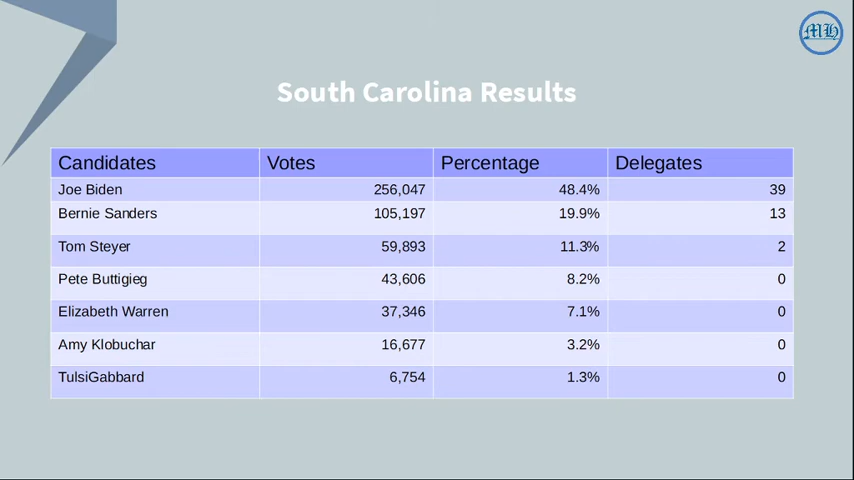 MH
South Carolina Results
Candidates Votes Percentage Delegates
Joe Biden 256,047 48.4% 39
Bernie Sanders 105,197 19.9% 13
Tom Steyer 59,893 11.3% 2
Pete Buttigieg 43,606 8.2% 0
Elizabeth Warren 37,346 7.1% 0
Amy Klobuchar 16,677 3.2% 0
TulsiGabbard 6,754 1.3% 0